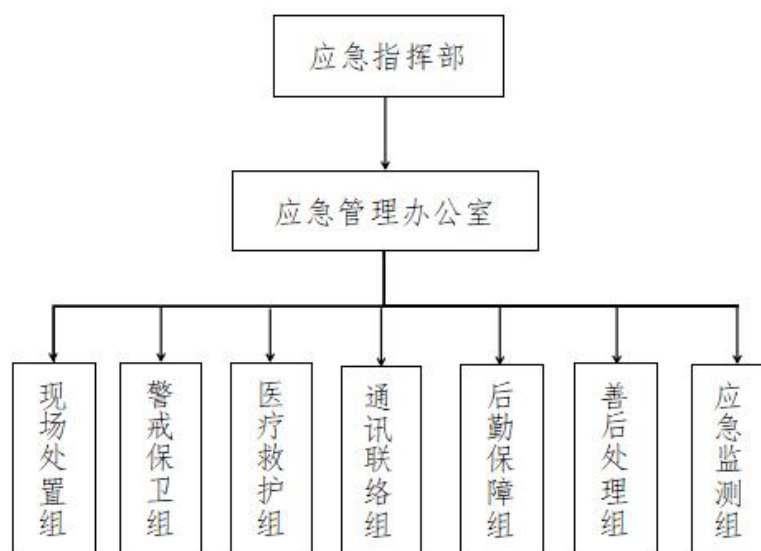 应急指挥部
应急管理办公室
现场处置组
警戒保卫组
医疗救护组
通讯联络组
后勤保障组
善后处理组
应急监测组